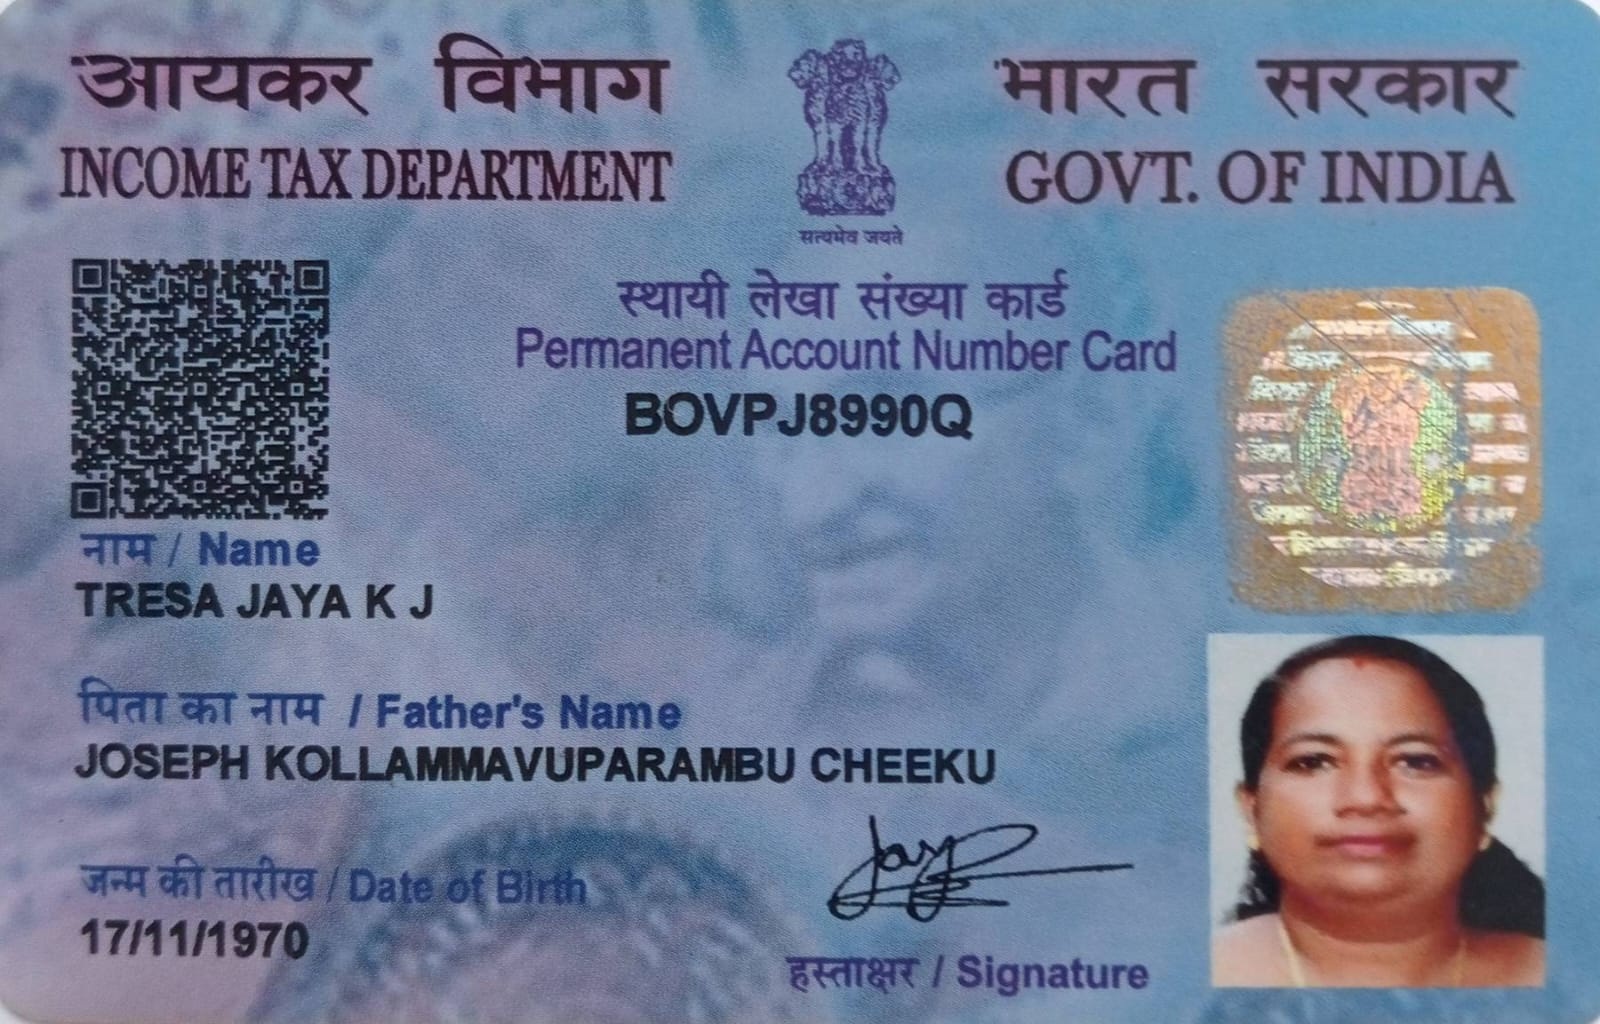 आयकर विभाग
INCOME TAX DEPARTMENT
भारत सरकार
GOVT. OF INDIA
सत्यमेव जयते
स्थायी लेखा संख्या कार्ड
Permanent Account Number Card
BOVPJ8990Q
नाम / Name
TRESA JAYA K J
पिता का नाम / Father's Name
JOSEPH KOLLAMMAVUPARAMBU CHEEKU
जन्म की तारीख / Date of Birth
17/11/1970
हस्ताक्षर / Signature